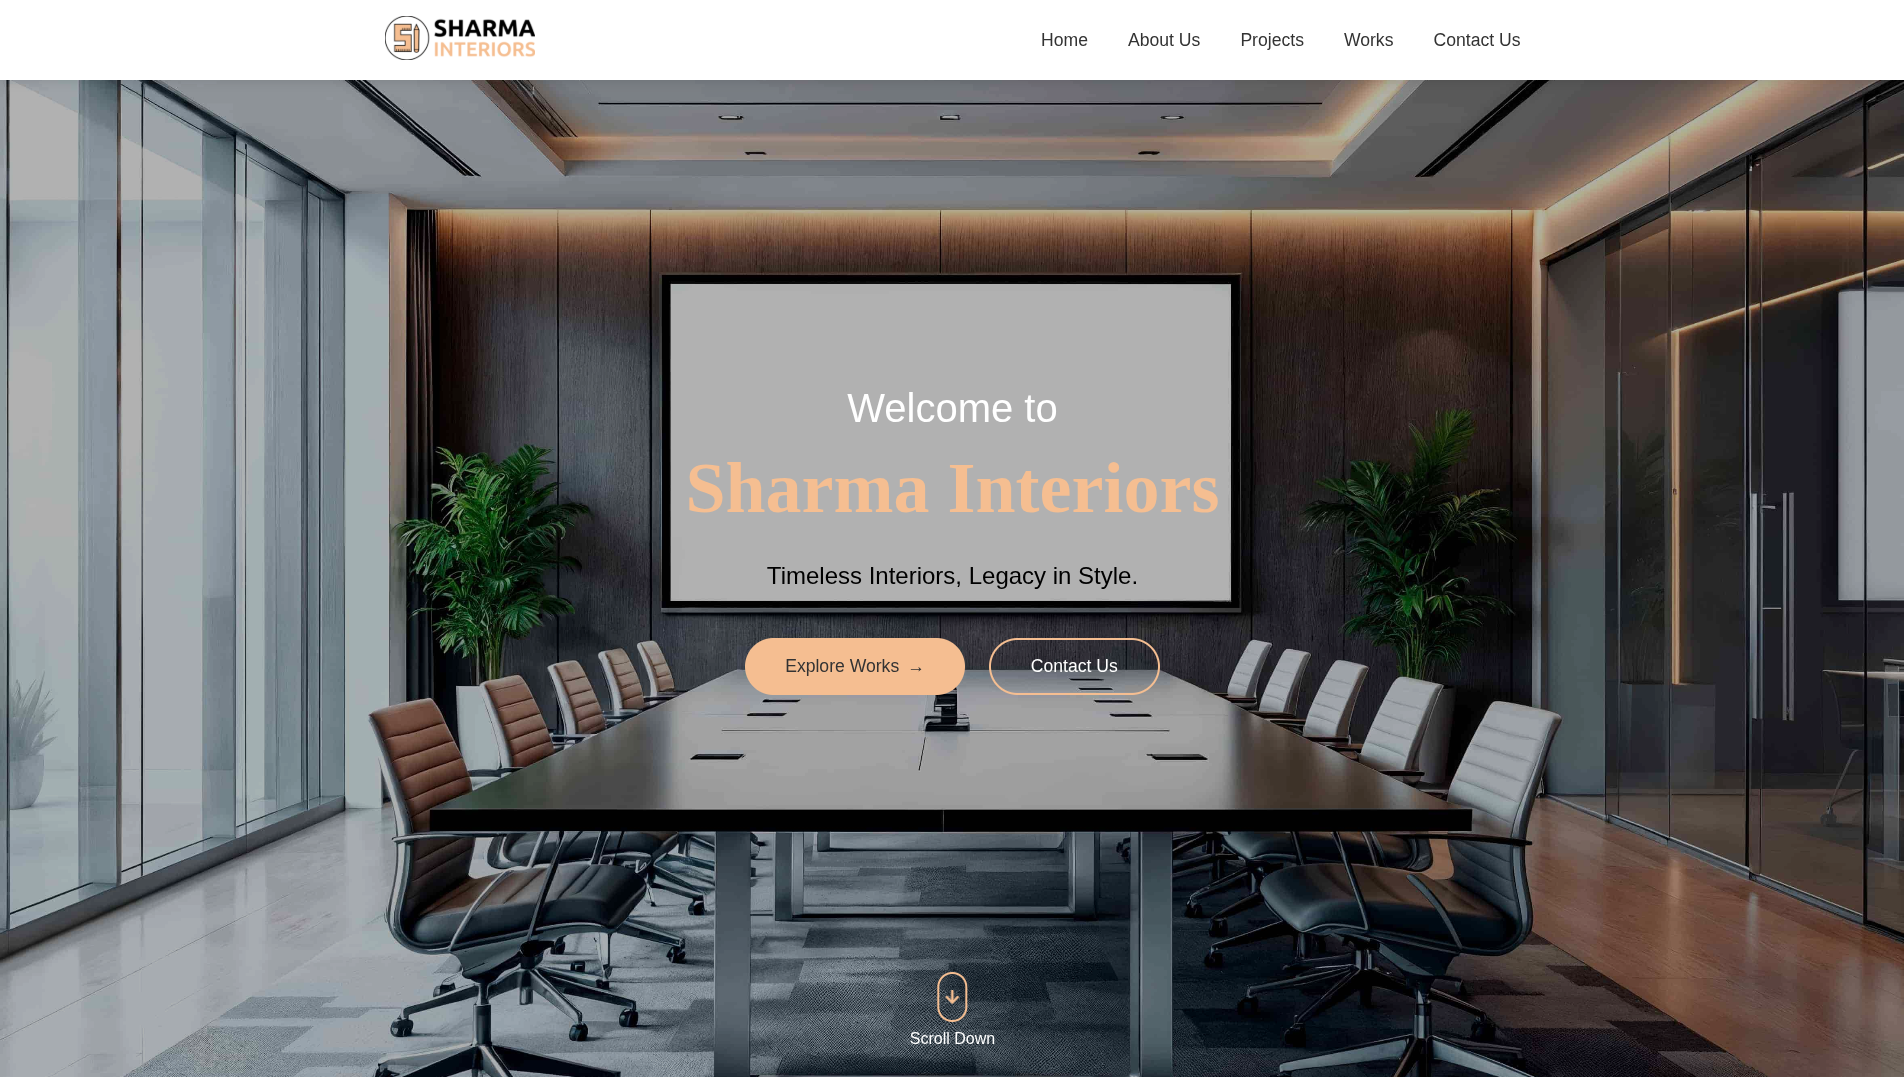 SHARMA
INTERIORS
Home
About Us
Projects
Works
Contact Us
Welcome to
Sharma Interiors
Timeless Interiors, Legacy in Style.
Explore Works →
Contact Us
Scroll Down